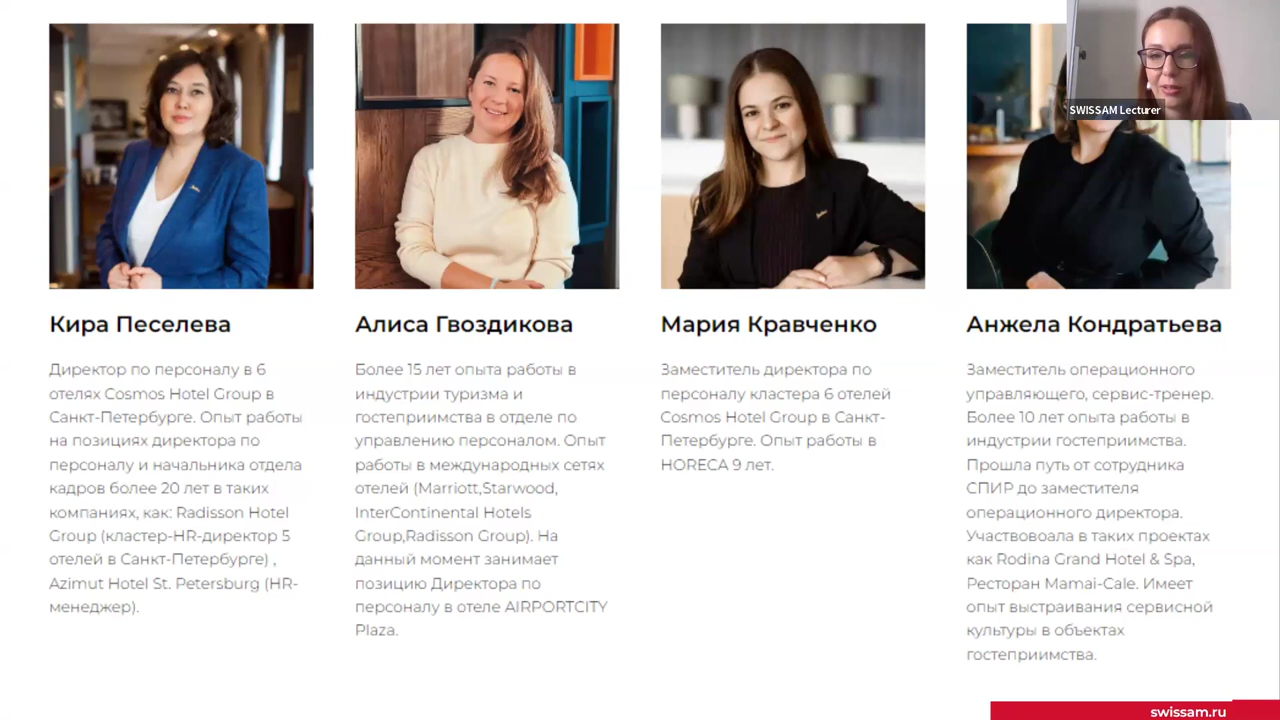 SWISSAM Lecturer
Кира Песелева
Директор по персоналу в 6
отелях Cosmos Hotel Group в
Санкт-Петербурге. Опыт работы
на позициях директора по
персоналу и начальника отдела
кадров более 20 лет в таких
компаниях, как: Radisson Hotel
Group (кластер-HR-директор 5
отелей в Санкт-Петербурге) ,
Azimut Hotel St. Petersburg (HR-
менеджер).
Алиса Гвоздикова
Более 15 лет опыта работы в
индустрии туризма и
гостеприимства в отделе по
управлению персоналом. Опыт
работы в международных сетях
отелей (Marriott,Starwood,
InterContinental Hotels
Group,Radisson Group). На
данный момент занимает
позицию Директора по
персоналу в отеле AIRPORTCITY
Plaza.
Мария Кравченко
Заместитель директора по
персоналу кластера 6 отелей
Cosmos Hotel Group в Санкт-
Петербурге. Опыт работы в
HORECA 9 лет.
Анжела Кондратьева
Заместитель операционного
управляющего, сервис-тренер.
Более 10 лет опыта работы в
индустрии гостеприимства.
Прошла путь от сотрудника
СПИР до заместителя
операционного директора.
Участвовоала в таких проектах
как Rodina Grand Hotel & Spa,
Ресторан Mamai-Cale. Имеет
опыт выстраивания сервисной
культуры в объектах
гостеприимства.
swissam.ru